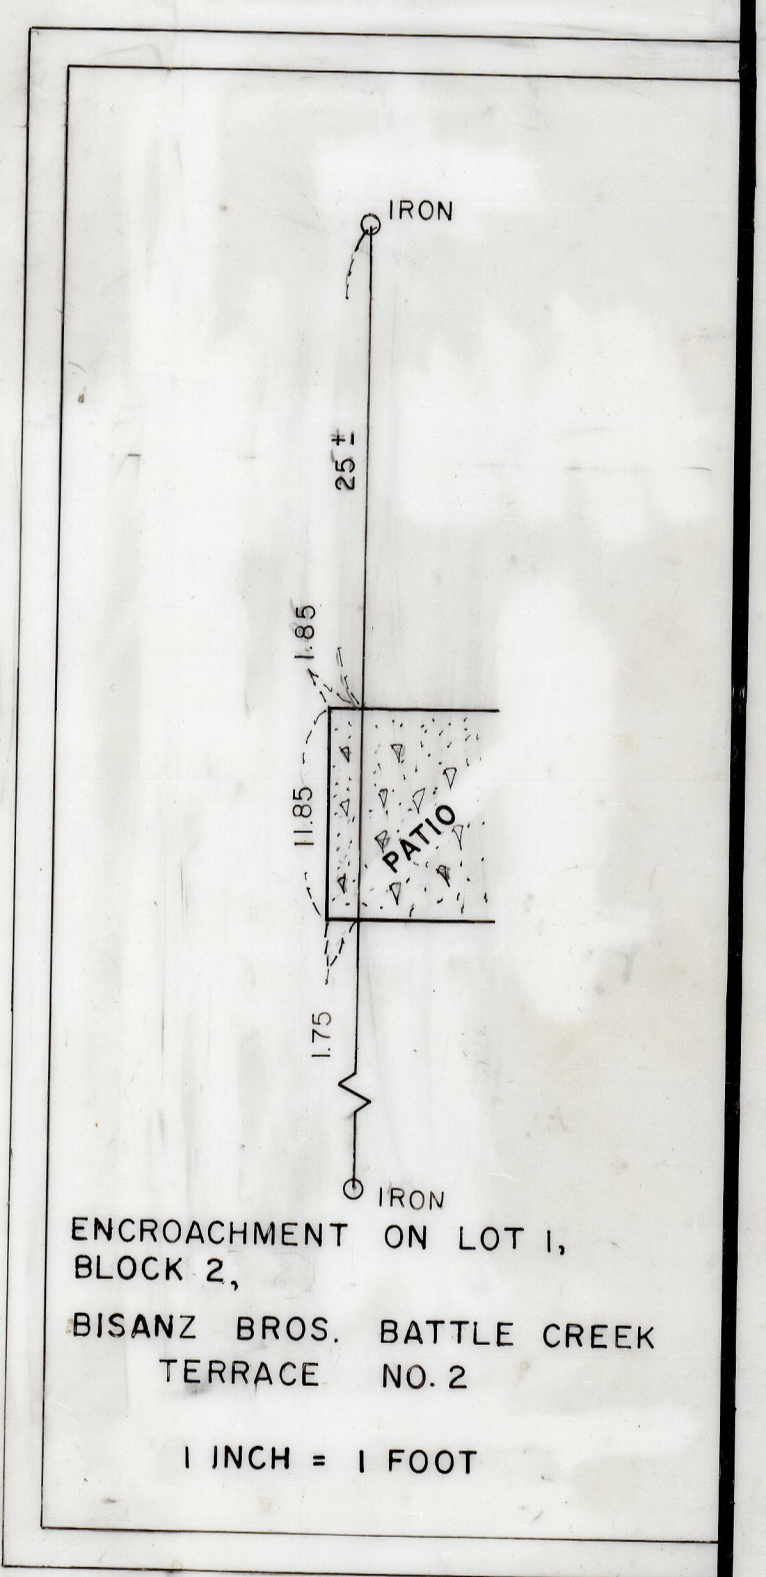 IRON
25 ±
1.85
11.85
PATIO
1.75
IRON
ENCROACHMENT ON LOT 1,
BLOCK 2,
BISANZ BROS. BATTLE CREEK
TERRACE NO. 2
1 INCH = 1 FOOT